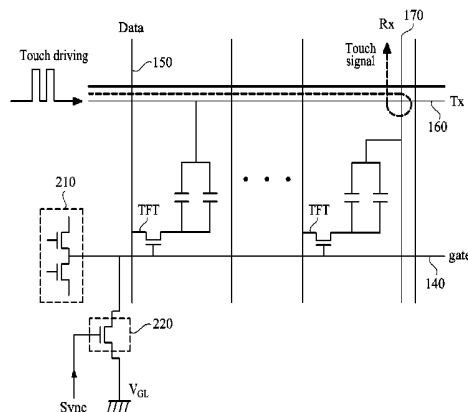 Data
Rx
170
150
Touch driving
Touch
signal
Tx
160
210
TFT
TFT
gate
140
220
V_GL
Sync